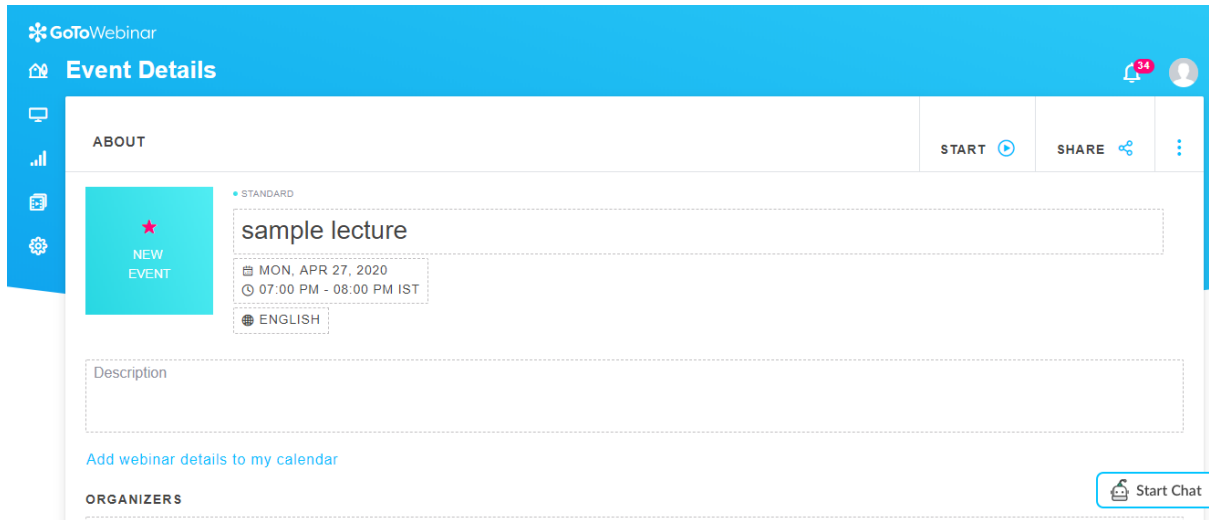 GoToWebinar
Event Details
34
ABOUT
START
SHARE
STANDARD
NEW
EVENT
sample lecture
MON, APR 27, 2020
07:00 PM - 08:00 PM IST
ENGLISH
Description
Add webinar details to my calendar
ORGANIZERS
Start Chat